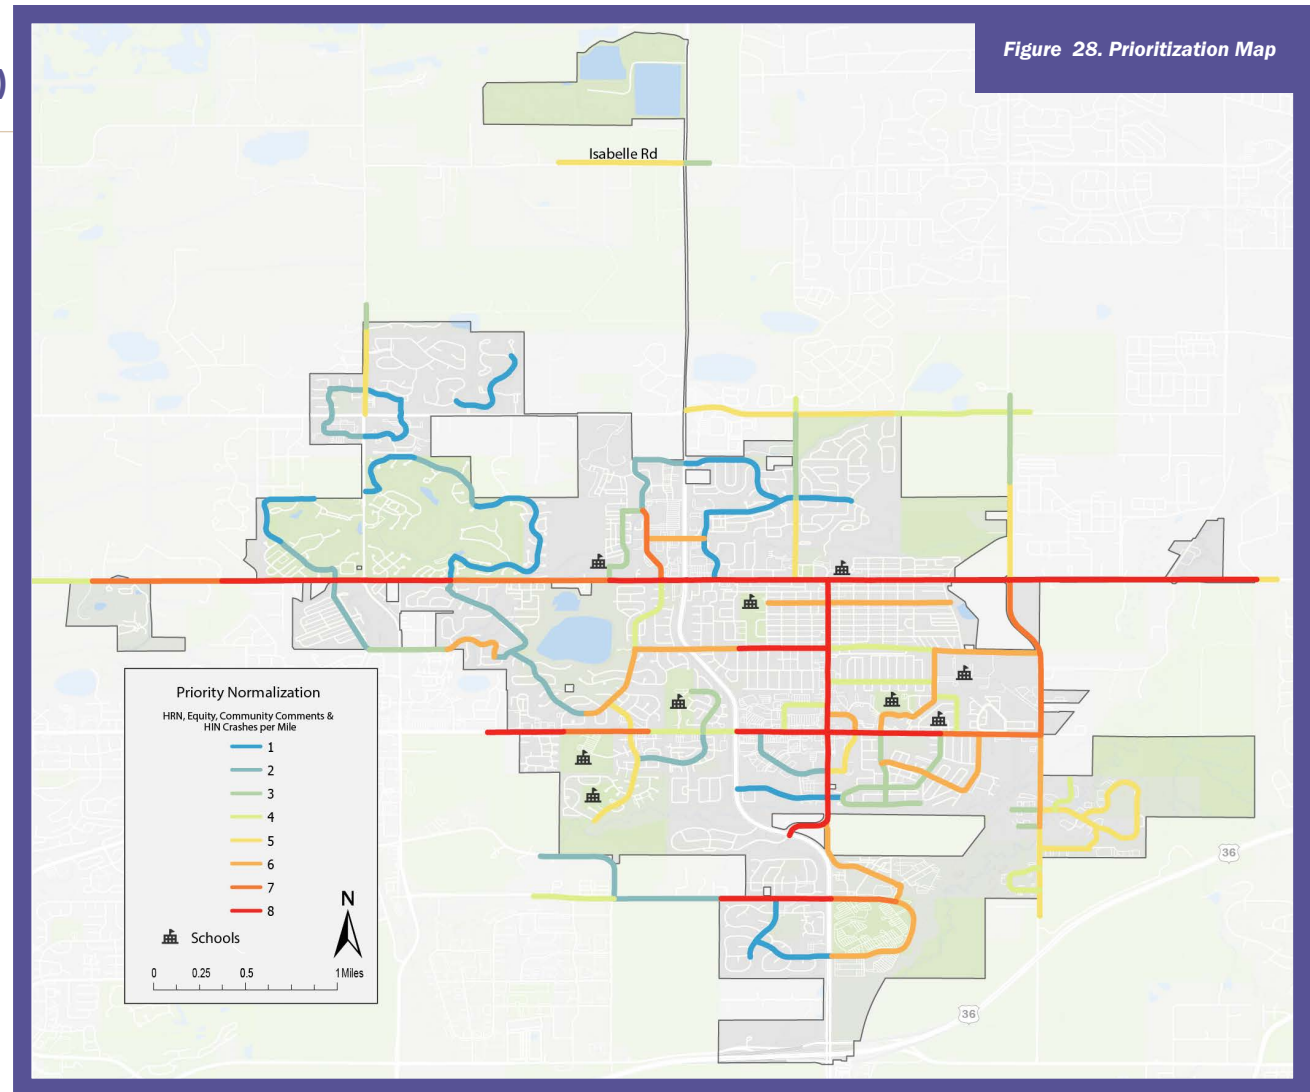 )
Figure 28. Prioritization Map
Isabelle Rd
Priority Normalization
HRN, Equity, Community Comments &
HIN Crashes per Mile
1
2
3
4
5
6
7
8
Schools
N
0 0.25 0.5 1 Miles
36
36